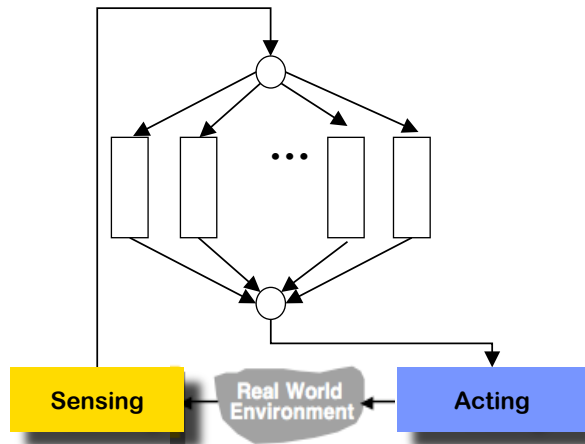 •••
Sensing
Real World
Environment
Acting